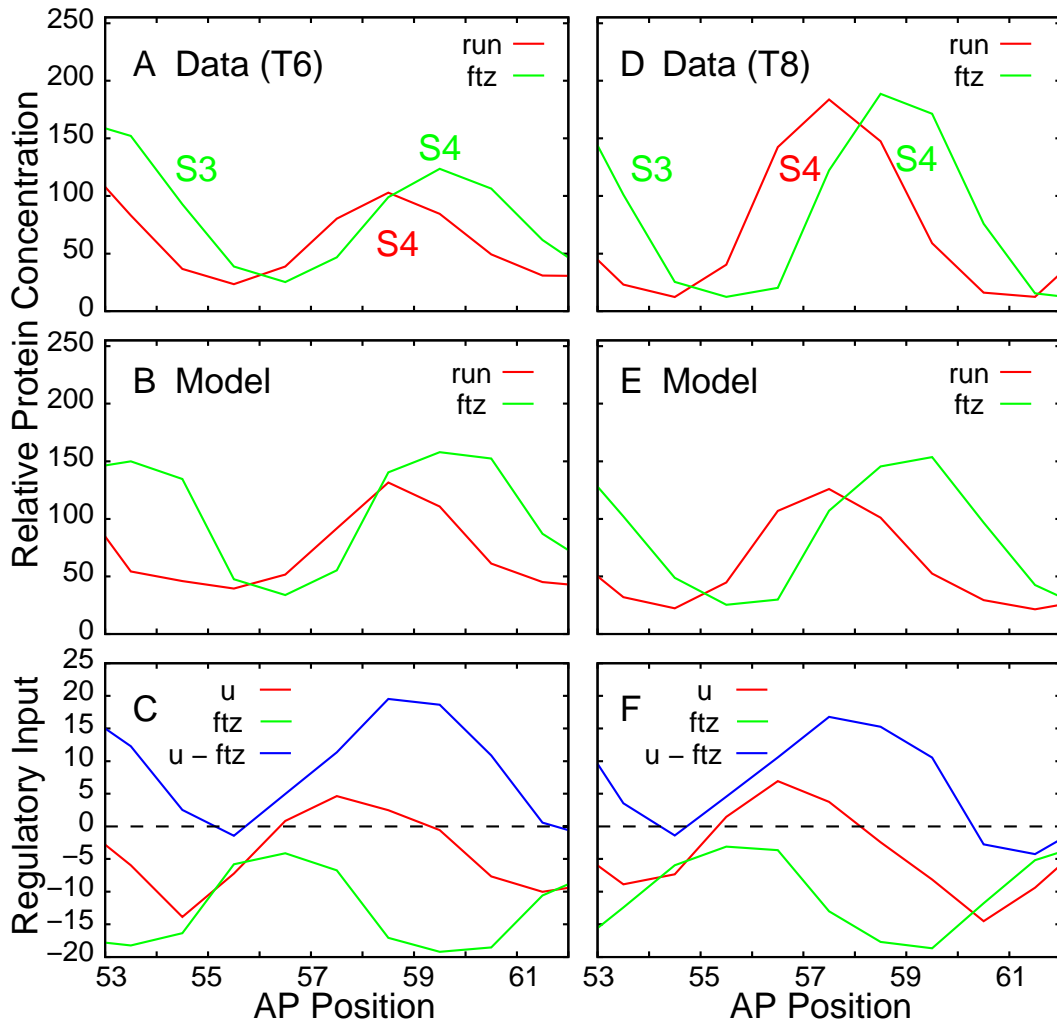 Relative Protein Concentration
Regulatory Input
250
200
150
100
50
0
A Data (T6)
run
ftz
S3
S4
S4
D Data (T8)
run
ftz
S3
S4
S4
250
200
150
100
50
0
B Model
run
ftz
E Model
run
ftz
25
20
15
10
5
0
−5
−10
−15
−20
C
u
ftz
u − ftz
F
u
ftz
u − ftz
53 55 57 59 61
53 55 57 59 61
AP Position
AP Position